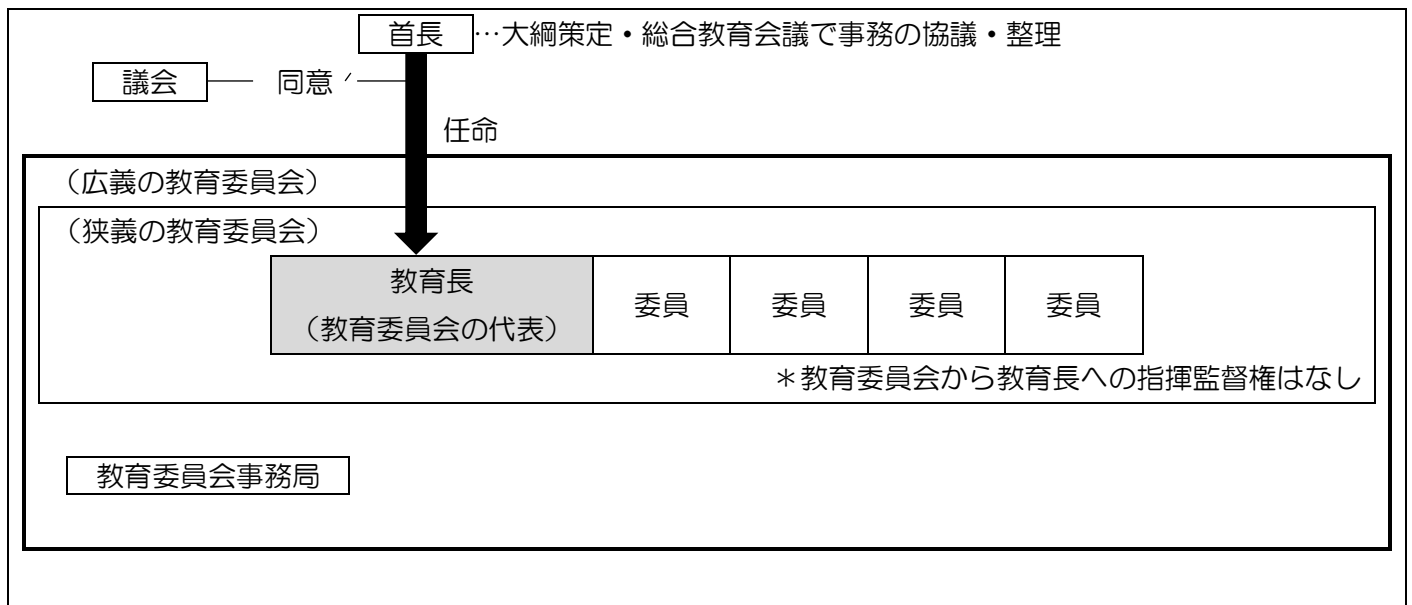 首長 …大綱策定・総合教育会議で事務の協議・整理
議会 同意
任命
（広義の教育委員会）
（狭義の教育委員会）
教育長
（教育委員会の代表）
委員 委員 委員 委員
＊教育委員会から教育長への指揮監督権はなし
教育委員会事務局